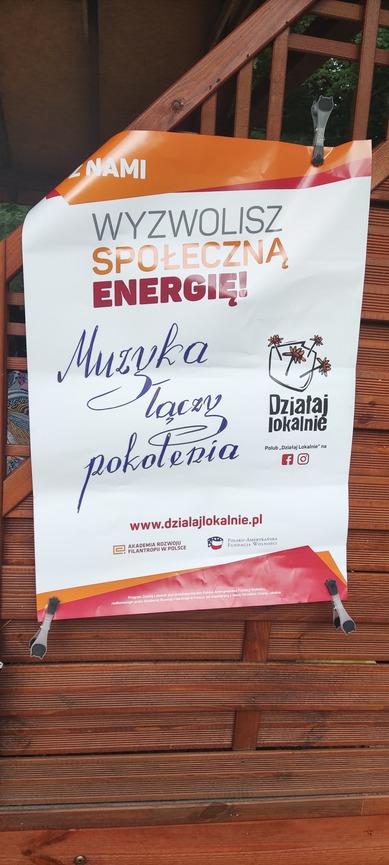 Z NAMI
WYZWOLISZ
SPOŁECZNĄ
ENERGIĘ!
Muzyka
łączy
pokolenia
Działaj
lokalnie
Polub „Działaj Lokalnie” na
www.dzialajlokalnie.pl
AKADEMIA ROZWOJU
FILANTROPII W POLSCE
POLSKO-AMERYKAŃSKA
FUNDACJA WOLNOŚCI